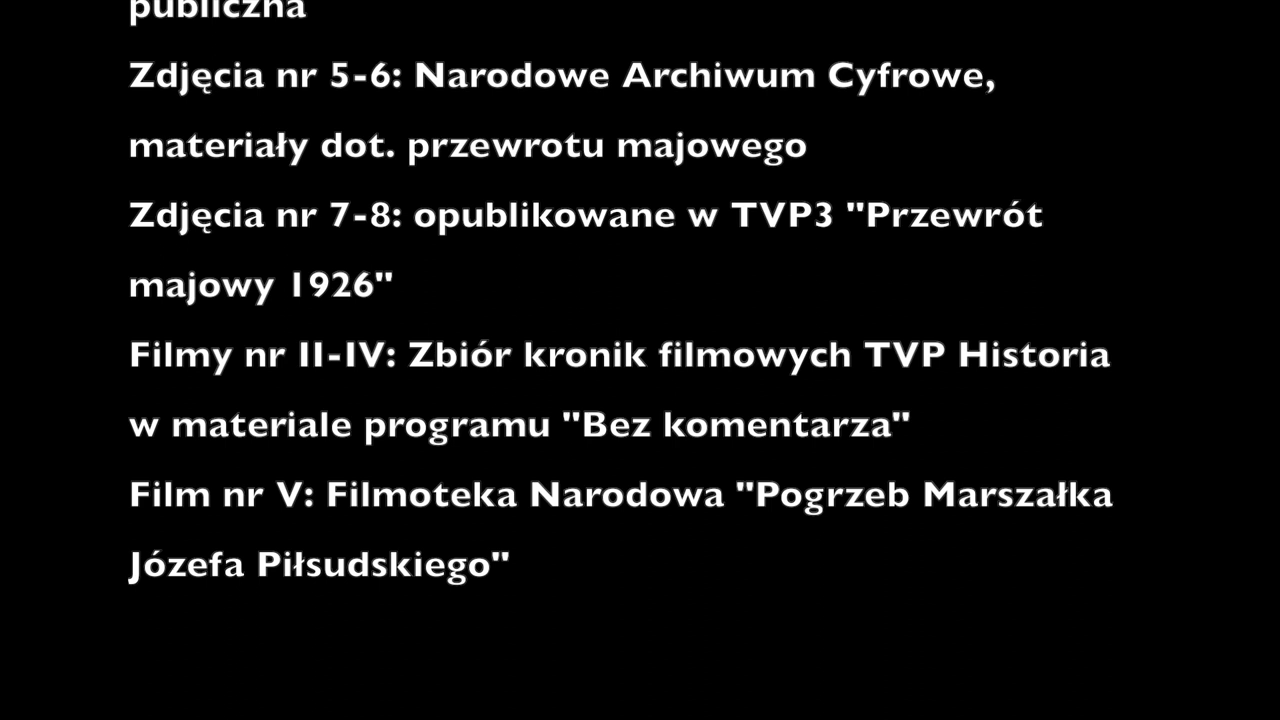 publiczna
Zdjęcia nr 5-6: Narodowe Archiwum Cyfrowe,
materiały dot. przewrotu majowego
Zdjęcia nr 7-8: opublikowane w TVP3 "Przewrót
majowy 1926"
Filmy nr II-IV: Zbiór kronik filmowych TVP Historia
w materiale programu "Bez komentarza"
Film nr V: Filmoteka Narodowa "Pogrzeb Marszałka
Józefa Piłsudskiego"